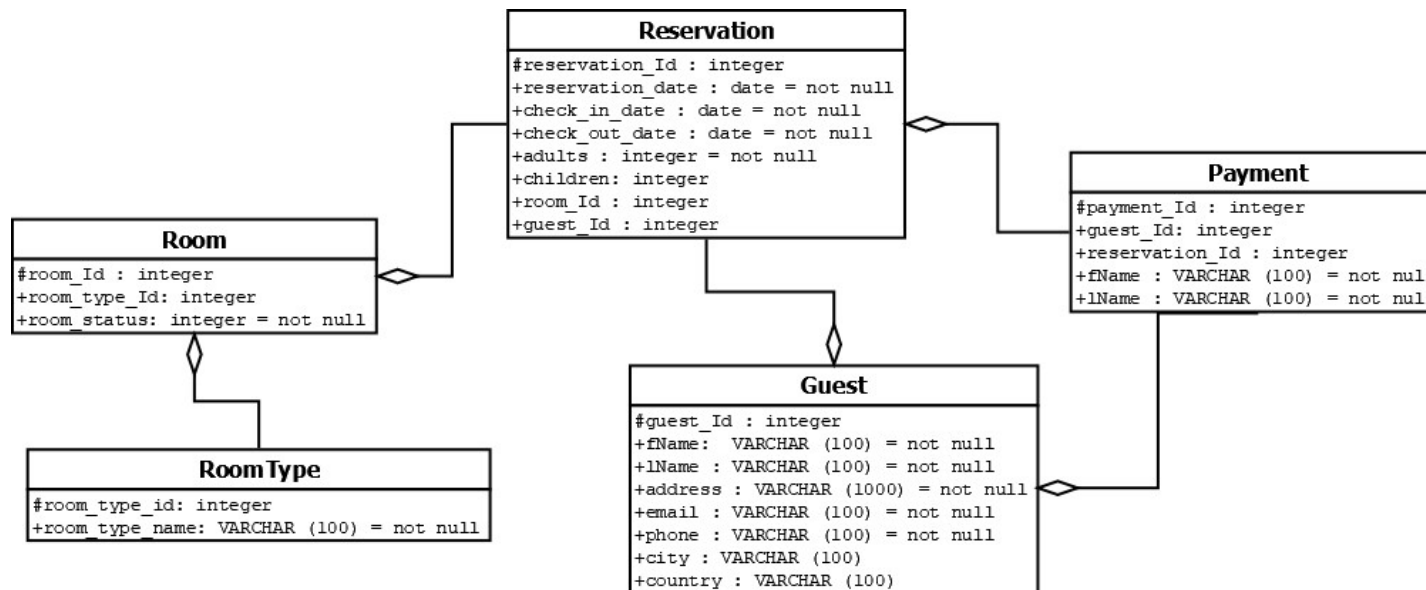 Reservation
#reservation_Id : integer
+reservation_date : date = not null
+check_in_date : date = not null
+check_out_date : date = not null
+adults : integer = not null
+children: integer
+room_Id : integer
+guest_Id : integer
Payment
#payment_Id : integer
+guest_Id: integer
+reservation_Id : integer
+fName : VARCHAR (100) = not null
+lName : VARCHAR (100) = not null
Room
#room_Id : integer
+room_type_Id: integer
+room_status: integer = not null
RoomType
#room_type_id: integer
+room_type_name: VARCHAR (100) = not null
Guest
#guest_Id : integer
+fName: VARCHAR (100) = not null
+lName : VARCHAR (100) = not null
+address : VARCHAR (1000) = not null
+email : VARCHAR (100) = not null
+phone : VARCHAR (100) = not null
+city : VARCHAR (100)
+country : VARCHAR (100)